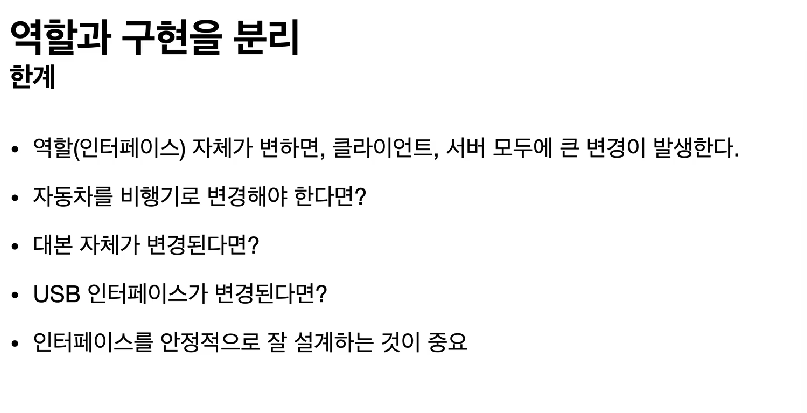 역할과 구현을 분리
한계
• 역할(인터페이스) 자체가 변하면, 클라이언트, 서버 모두에 큰 변경이 발생한다.
• 자동차를 비행기로 변경해야 한다면?
• 대본 자체가 변경된다면?
• USB 인터페이스가 변경된다면?
• 인터페이스를 안정적으로 잘 설계하는 것이 중요